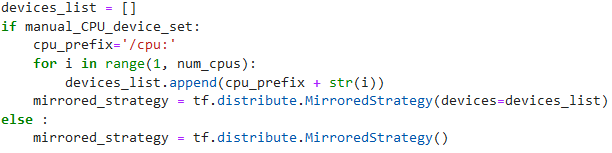 devices_list = []
if manual_CPU_device_set:
    cpu_prefix='/cpu:'
    for i in range(1, num_cpus):
        devices_list.append(cpu_prefix + str(i))
    mirrored_strategy = tf.distribute.MirroredStrategy(devices=devices_list)
else :
    mirrored_strategy = tf.distribute.MirroredStrategy()